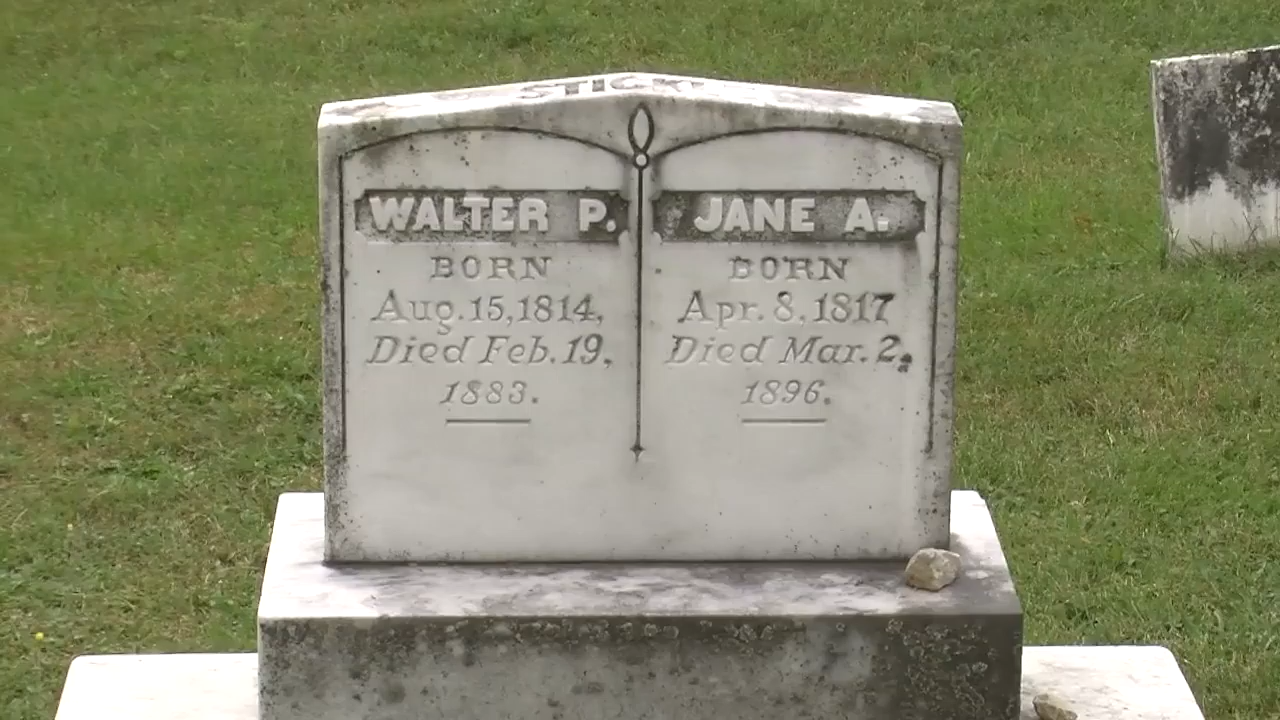 WALTER P.
BORN
Aug. 15, 1814,
Died Feb. 19,
1883.
JANE A.
BORN
Apr. 8, 1817
Died Mar. 2,
1896.